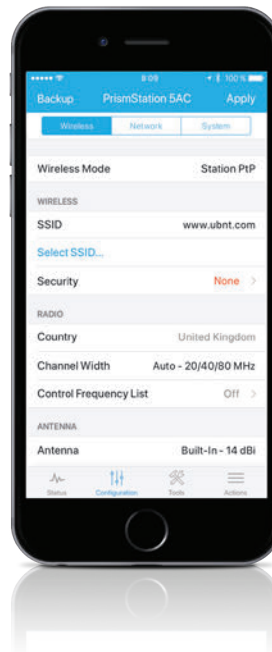 8:09 100%
Backup PrismStation 5AC Apply
Wireless Network System
Wireless Mode Station PtP
WIRELESS
SSID www.ubnt.com
Select SSID...
Security None
RADIO
Country United Kingdom
Channel Width Auto - 20/40/80 MHz
Control Frequency List Off
ANTENNA
Antenna Built-In - 14 dBi
Status Configuration Tools Actions